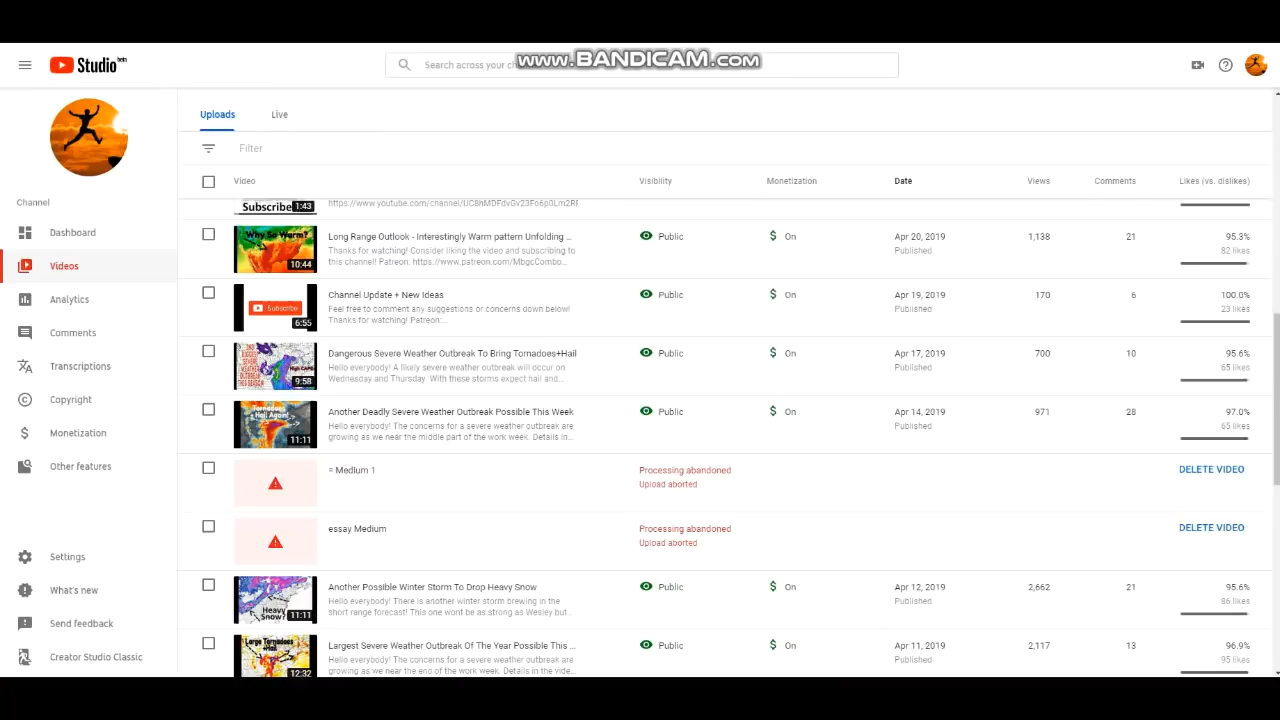 www.BANDICAM.com
Studio beta
Search across your ch
Uploads
Live
Filter
Video
Visibility
Monetization
Date
Views
Comments
Likes (vs. dislikes)
Channel
Dashboard
Videos
Analytics
Comments
Transcriptions
Copyright
Monetization
Other features
Settings
What's new
Send feedback
Creator Studio Classic
Subscribe
1:43
Why So Warm?
10:44
Long Range Outlook - Interestingly Warm pattern Unfolding ...
Thanks for watching! Consider liking the video and subscribing to
this channel! Patreon: https://www.patreon.com/MbgcCombo...
Public
On
Apr 20, 2019
Published
1,138
21
95.3%
82 likes
Subscribe
6:55
Channel Update + New Ideas
Feel free to comment any suggestions or concerns down below!
Thanks for watching! Patreon:...
Public
On
Apr 19, 2019
Published
170
6
100.0%
23 likes
2ND BIGGEST SEVERE WEATHER OUTBREAK THIS SEASON
High CAPE
9:58
Dangerous Severe Weather Outbreak To Bring Tornadoes+Hail
Hello everybody! A likely severe weather outbreak will occur on
Wednesday and Thursday With these storms expect hail and...
Public
On
Apr 17, 2019
Published
700
10
95.6%
65 likes
Tornadoes
+ Hail Again!
11:11
Another Deadly Severe Weather Outbreak Possible This Week
Hello everybody! The concerns for a severe weather outbreak are
growing as we near the middle part of the work week. Details in...
Public
On
Apr 14, 2019
Published
971
28
97.0%
65 likes
= Medium 1
Processing abandoned
Upload aborted
DELETE VIDEO
essay Medium
Processing abandoned
Upload aborted
DELETE VIDEO
Heavy
Snow?
11:11
Another Possible Winter Storm To Drop Heavy Snow
Hello everybody! There is another winter storm brewing in the
short range forecast! This one wont be as strong as Wesley but...
Public
On
Apr 12, 2019
Published
2,662
21
95.6%
86 likes
Large Tornadoes
+Hail
12:32
Largest Severe Weather Outbreak Of The Year Possible This ...
Hello everybody! The concerns for a severe weather outbreak are
growing as we near the end of the work week. Details in the vide...
Public
On
Apr 11, 2019
Published
2,117
13
96.9%
95 likes